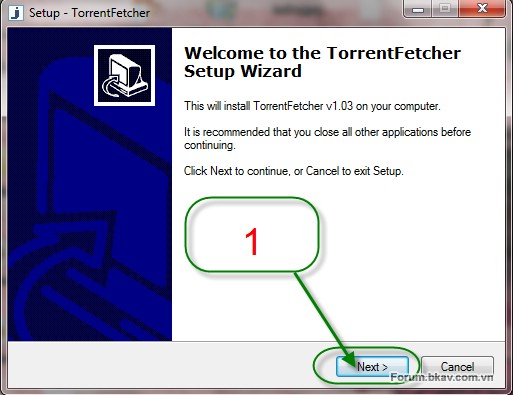 Setup - TorrentFetcher
Welcome to the TorrentFetcher
Setup Wizard
This will install TorrentFetcher v1.03 on your computer.
It is recommended that you close all other applications before
continuing.
Click Next to continue, or Cancel to exit Setup.
1
Next >
Cancel
Forum.bkav.com.vn